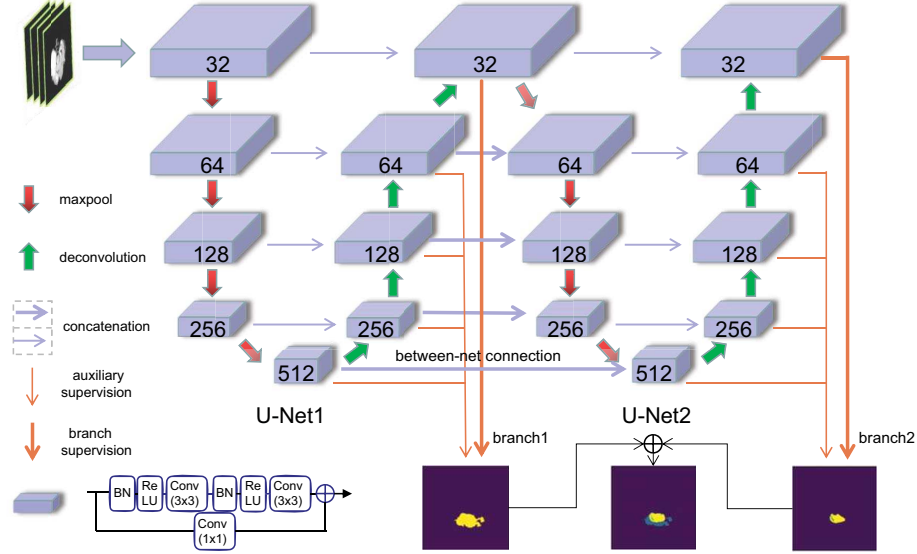 32
32
32
64
64
64
64
maxpool
128
128
128
128
deconvolution
256
256
256
256
concatenation
between-net connection
512
512
auxiliary
supervision
U-Net1
U-Net2
branch
supervision
branch1
branch2
BN
Re
LU
Conv
(3x3)
BN
Re
LU
Conv
(3x3)
Conv
(1x1)